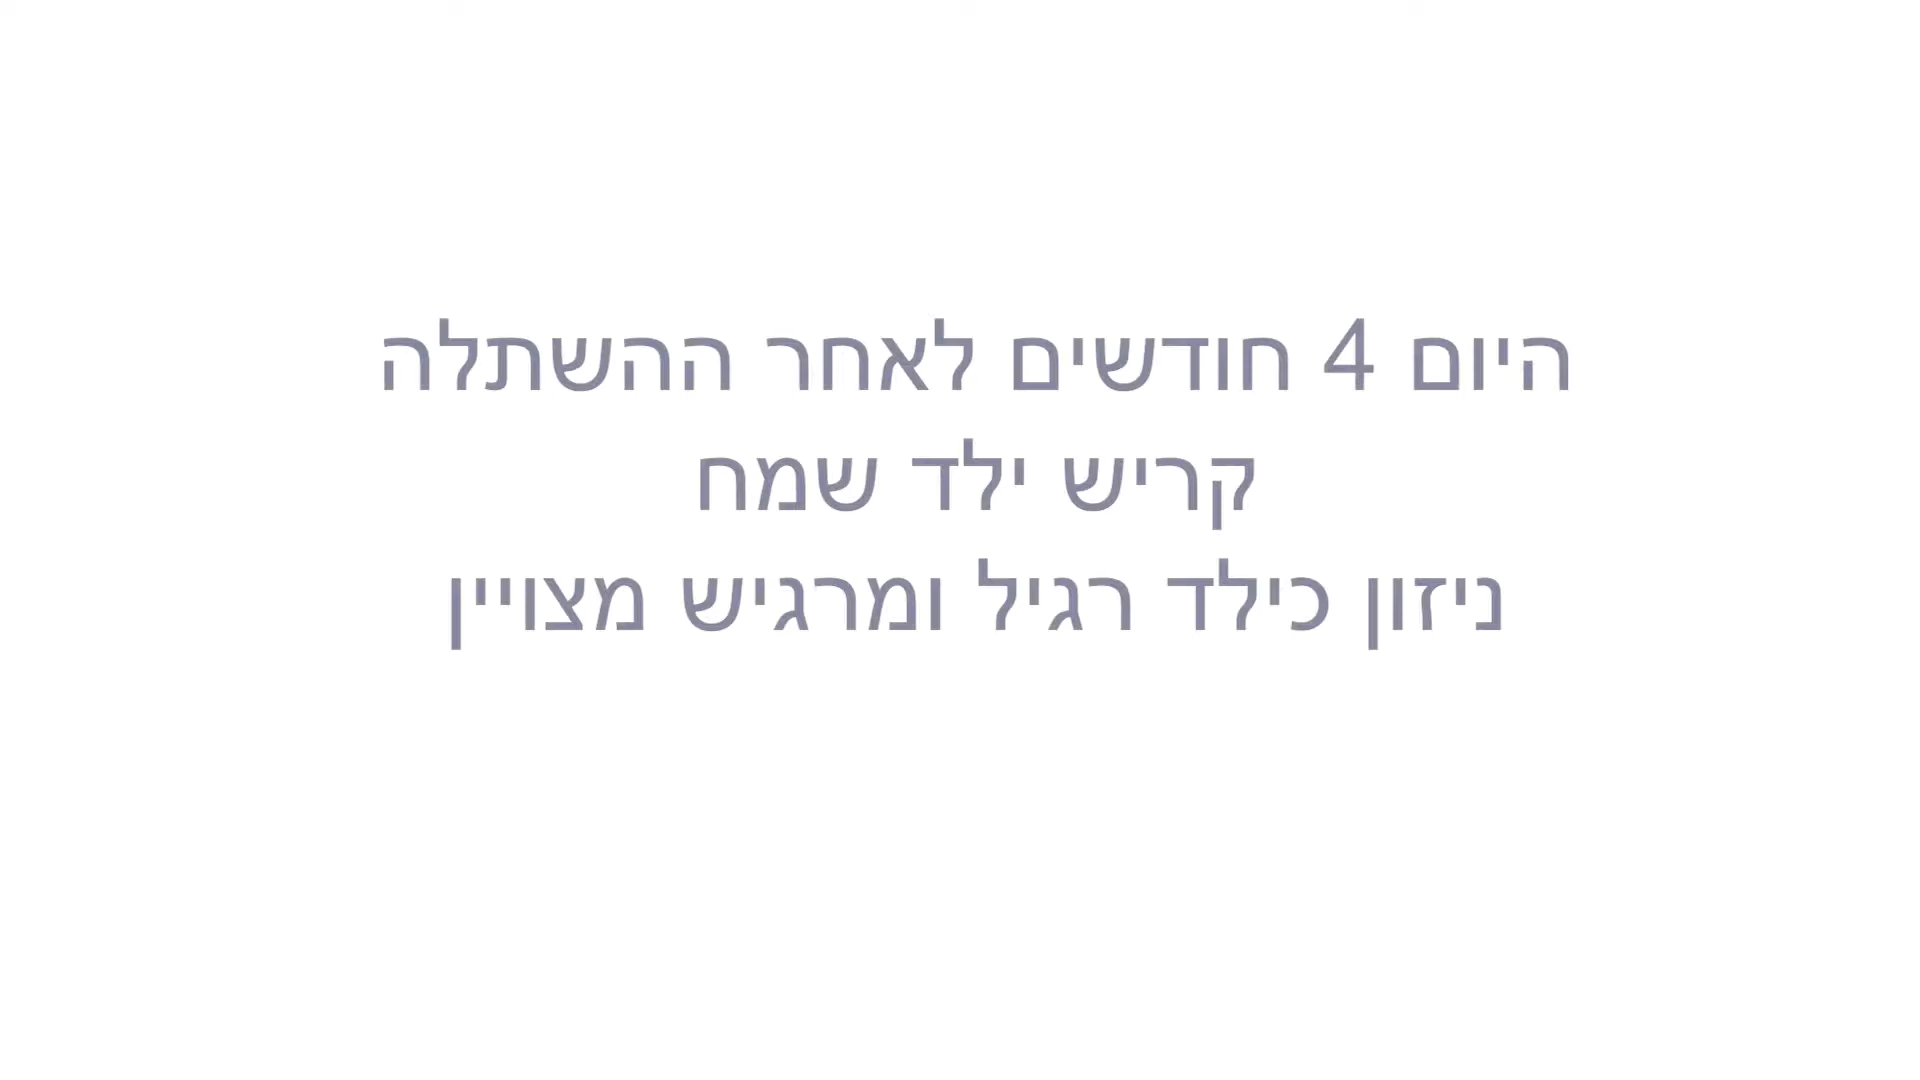 היום 4 חודשים לאחר ההשתלה
קריש ילד שמח
ניזון כילד רגיל ומרגיש מצויין